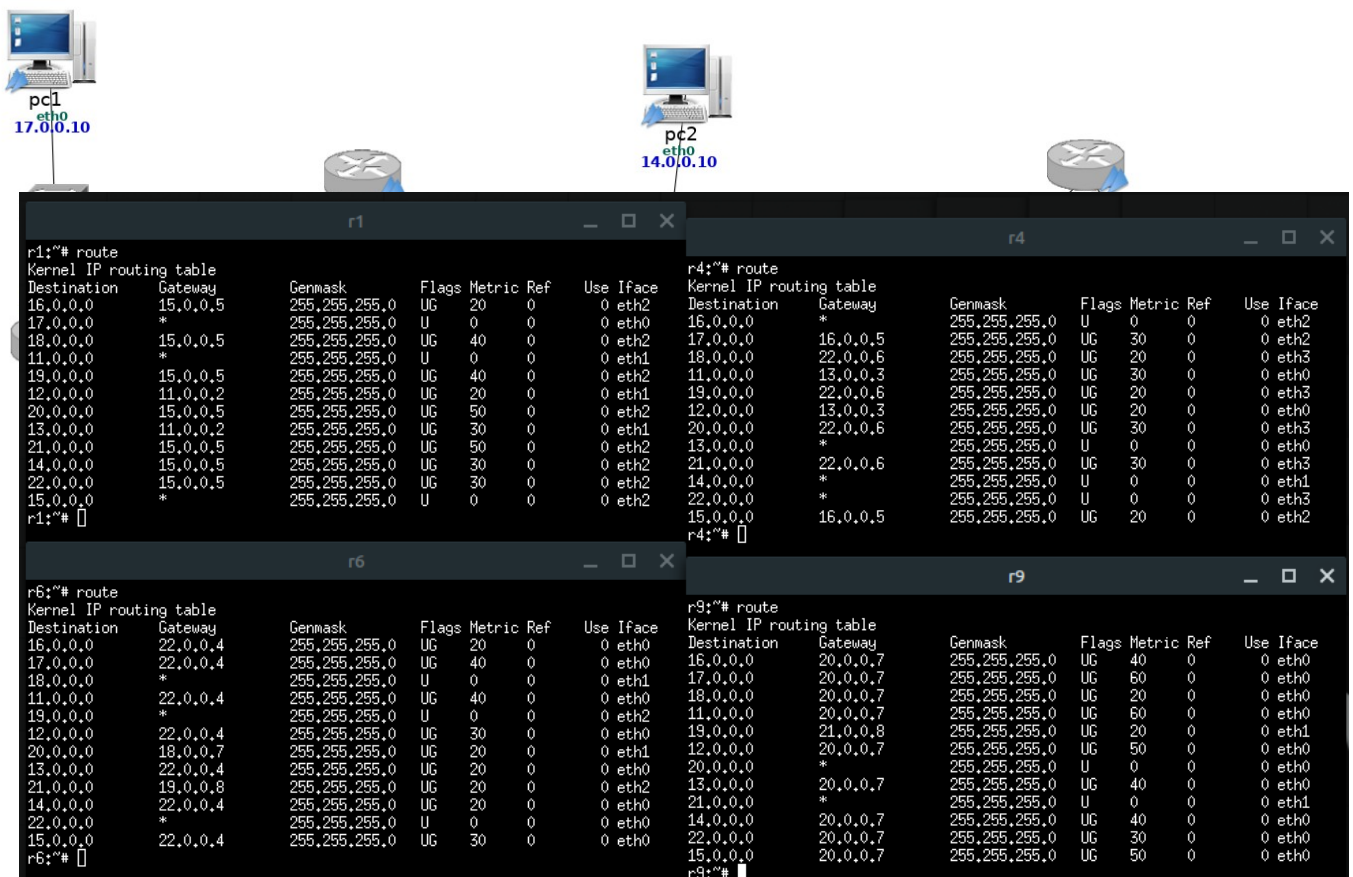 pc1
eth0
17.0.0.10
pc2
eth0
14.0.0.10
r1
r1:~# route
Kernel IP routing table
Destination Gateway Genmask Flags Metric Ref Use Iface
16.0.0.0 15.0.0.5 255.255.255.0 UG 20 0 0 eth2
17.0.0.0 * 255.255.255.0 U 0 0 0 eth0
18.0.0.0 15.0.0.5 255.255.255.0 UG 40 0 0 eth2
11.0.0.0 * 255.255.255.0 U 0 0 0 eth1
19.0.0.0 15.0.0.5 255.255.255.0 UG 40 0 0 eth2
12.0.0.0 11.0.0.2 255.255.255.0 UG 20 0 0 eth1
20.0.0.0 15.0.0.5 255.255.255.0 UG 50 0 0 eth2
13.0.0.0 11.0.0.2 255.255.255.0 UG 30 0 0 eth1
21.0.0.0 15.0.0.5 255.255.255.0 UG 50 0 0 eth2
14.0.0.0 15.0.0.5 255.255.255.0 UG 30 0 0 eth2
22.0.0.0 15.0.0.5 255.255.255.0 UG 30 0 0 eth2
15.0.0.0 * 255.255.255.0 U 0 0 0 eth2
r1:~#
r4
r4:~# route
Kernel IP routing table
Destination Gateway Genmask Flags Metric Ref Use Iface
16.0.0.0 * 255.255.255.0 U 0 0 0 eth2
17.0.0.0 16.0.0.5 255.255.255.0 UG 30 0 0 eth2
18.0.0.0 22.0.0.6 255.255.255.0 UG 20 0 0 eth3
11.0.0.0 13.0.0.3 255.255.255.0 UG 30 0 0 eth0
19.0.0.0 22.0.0.6 255.255.255.0 UG 20 0 0 eth3
12.0.0.0 13.0.0.3 255.255.255.0 UG 20 0 0 eth0
20.0.0.0 22.0.0.6 255.255.255.0 UG 30 0 0 eth3
13.0.0.0 * 255.255.255.0 U 0 0 0 eth0
21.0.0.0 22.0.0.6 255.255.255.0 UG 30 0 0 eth3
14.0.0.0 * 255.255.255.0 U 0 0 0 eth1
22.0.0.0 * 255.255.255.0 U 0 0 0 eth3
15.0.0.0 16.0.0.5 255.255.255.0 UG 20 0 0 eth2
r4:~#
r6
r6:~# route
Kernel IP routing table
Destination Gateway Genmask Flags Metric Ref Use Iface
16.0.0.0 22.0.0.4 255.255.255.0 UG 20 0 0 eth0
17.0.0.0 22.0.0.4 255.255.255.0 UG 40 0 0 eth0
18.0.0.0 * 255.255.255.0 U 0 0 0 eth1
11.0.0.0 22.0.0.4 255.255.255.0 UG 40 0 0 eth0
19.0.0.0 * 255.255.255.0 U 0 0 0 eth2
12.0.0.0 22.0.0.4 255.255.255.0 UG 30 0 0 eth0
20.0.0.0 18.0.0.7 255.255.255.0 UG 20 0 0 eth1
13.0.0.0 22.0.0.4 255.255.255.0 UG 20 0 0 eth0
21.0.0.0 19.0.0.8 255.255.255.0 UG 20 0 0 eth2
14.0.0.0 22.0.0.4 255.255.255.0 UG 20 0 0 eth0
22.0.0.0 * 255.255.255.0 U 0 0 0 eth0
15.0.0.0 22.0.0.4 255.255.255.0 UG 30 0 0 eth0
r6:~#
r9
r9:~# route
Kernel IP routing table
Destination Gateway Genmask Flags Metric Ref Use Iface
16.0.0.0 20.0.0.7 255.255.255.0 UG 40 0 0 eth0
17.0.0.0 20.0.0.7 255.255.255.0 UG 60 0 0 eth0
18.0.0.0 20.0.0.7 255.255.255.0 UG 20 0 0 eth0
11.0.0.0 20.0.0.7 255.255.255.0 UG 60 0 0 eth0
19.0.0.0 21.0.0.8 255.255.255.0 UG 20 0 0 eth1
12.0.0.0 20.0.0.7 255.255.255.0 UG 50 0 0 eth0
20.0.0.0 * 255.255.255.0 U 0 0 0 eth0
13.0.0.0 20.0.0.7 255.255.255.0 UG 40 0 0 eth0
21.0.0.0 * 255.255.255.0 U 0 0 0 eth1
14.0.0.0 20.0.0.7 255.255.255.0 UG 40 0 0 eth0
22.0.0.0 20.0.0.7 255.255.255.0 UG 30 0 0 eth0
15.0.0.0 20.0.0.7 255.255.255.0 UG 50 0 0 eth0
r9:~#